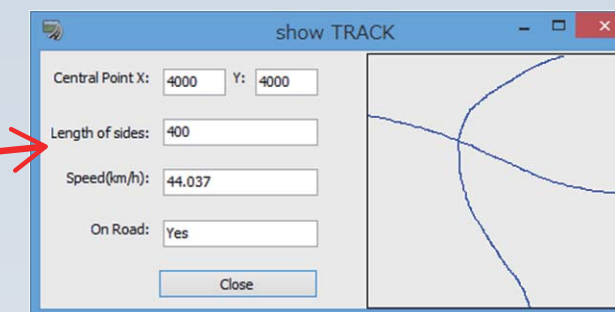 show TRACK
Central Point X: 4000 Y: 4000
Length of sides: 400
Speed(km/h): 44.037
On Road: Yes
Close